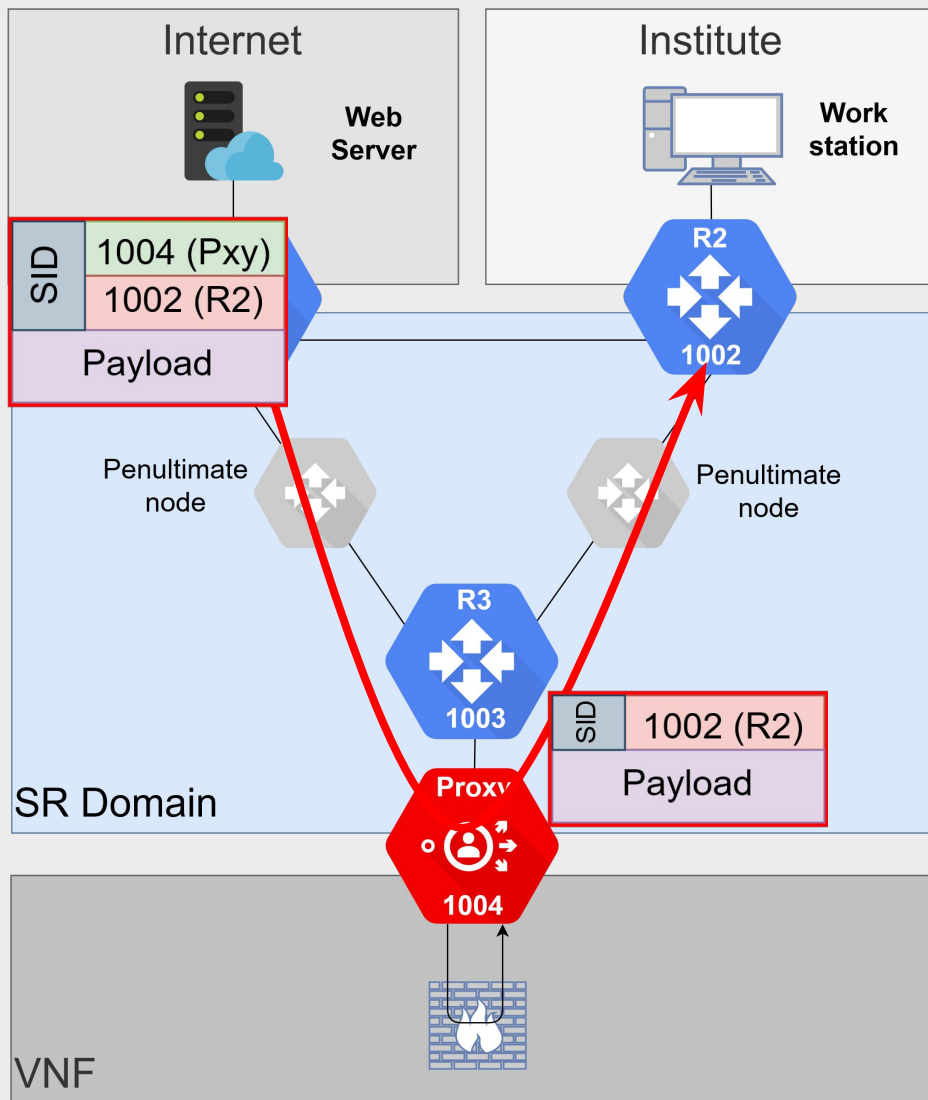 Internet
Institute
Web
Server
Work
station
SID
1004 (Pxy)
1002 (R2)
Payload
R2
1002
Penultimate
node
Penultimate
node
R3
1003
SID
1002 (R2)
Payload
SR Domain
Proxy
1004
VNF